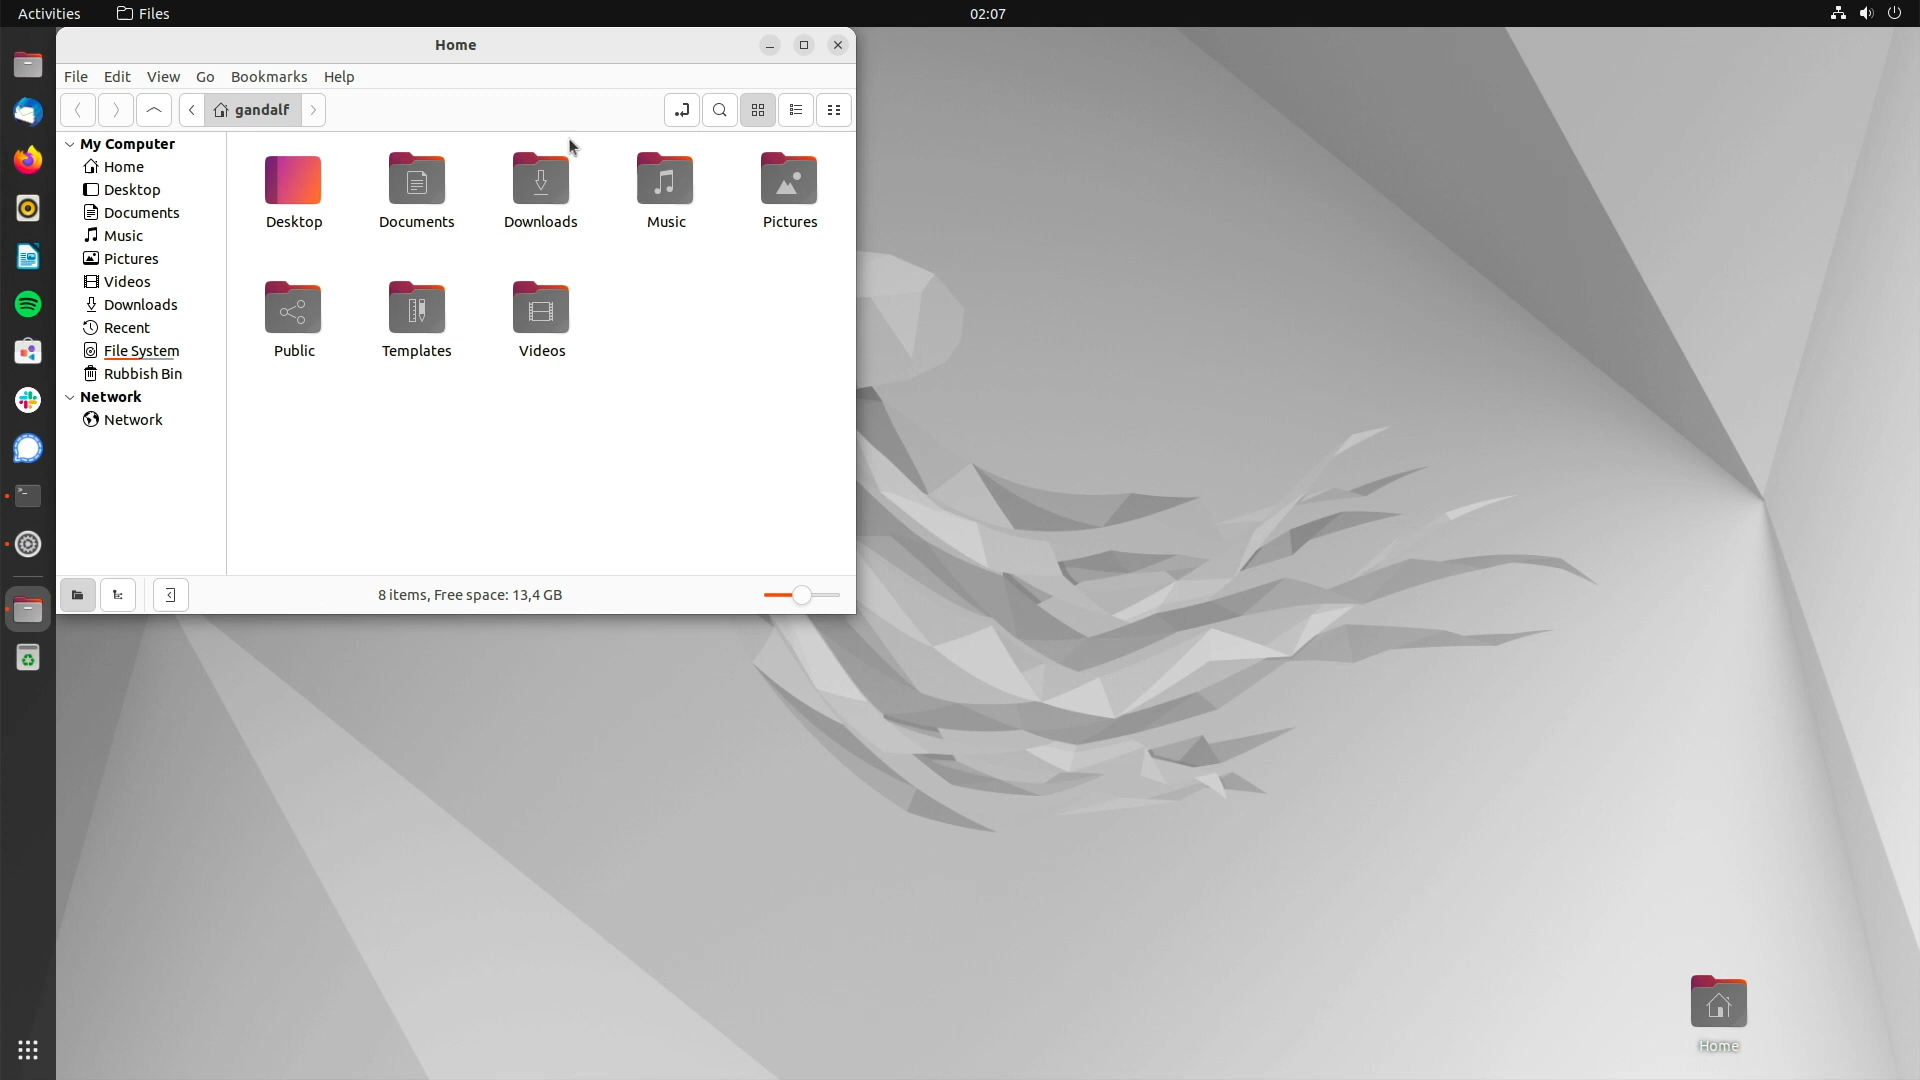 Activities Files 02:07
Home
File Edit View Go Bookmarks Help
gandalf
My Computer
Home
Desktop
Documents
Music
Pictures
Videos
Downloads
Recent
File System
Rubbish Bin
Network
Network
Desktop Documents Downloads Music Pictures
Public Templates Videos
8 items, Free space: 13,4 GB
Home